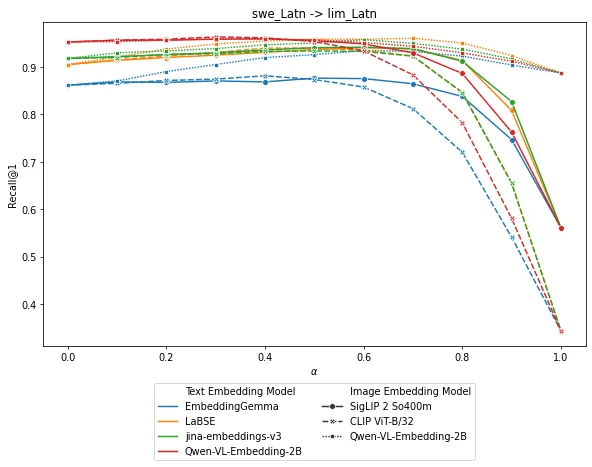 swe_Latn -> lim_Latn
Recall@1
0.9
0.8
0.7
0.6
0.5
0.4
0.0 0.2 0.4 0.6 0.8 1.0
α
Text Embedding Model Image Embedding Model
EmbeddingGemma SigLIP 2 So400m
LaBSE CLIP ViT-B/32
jina-embeddings-v3 Qwen-VL-Embedding-2B
Qwen-VL-Embedding-2B